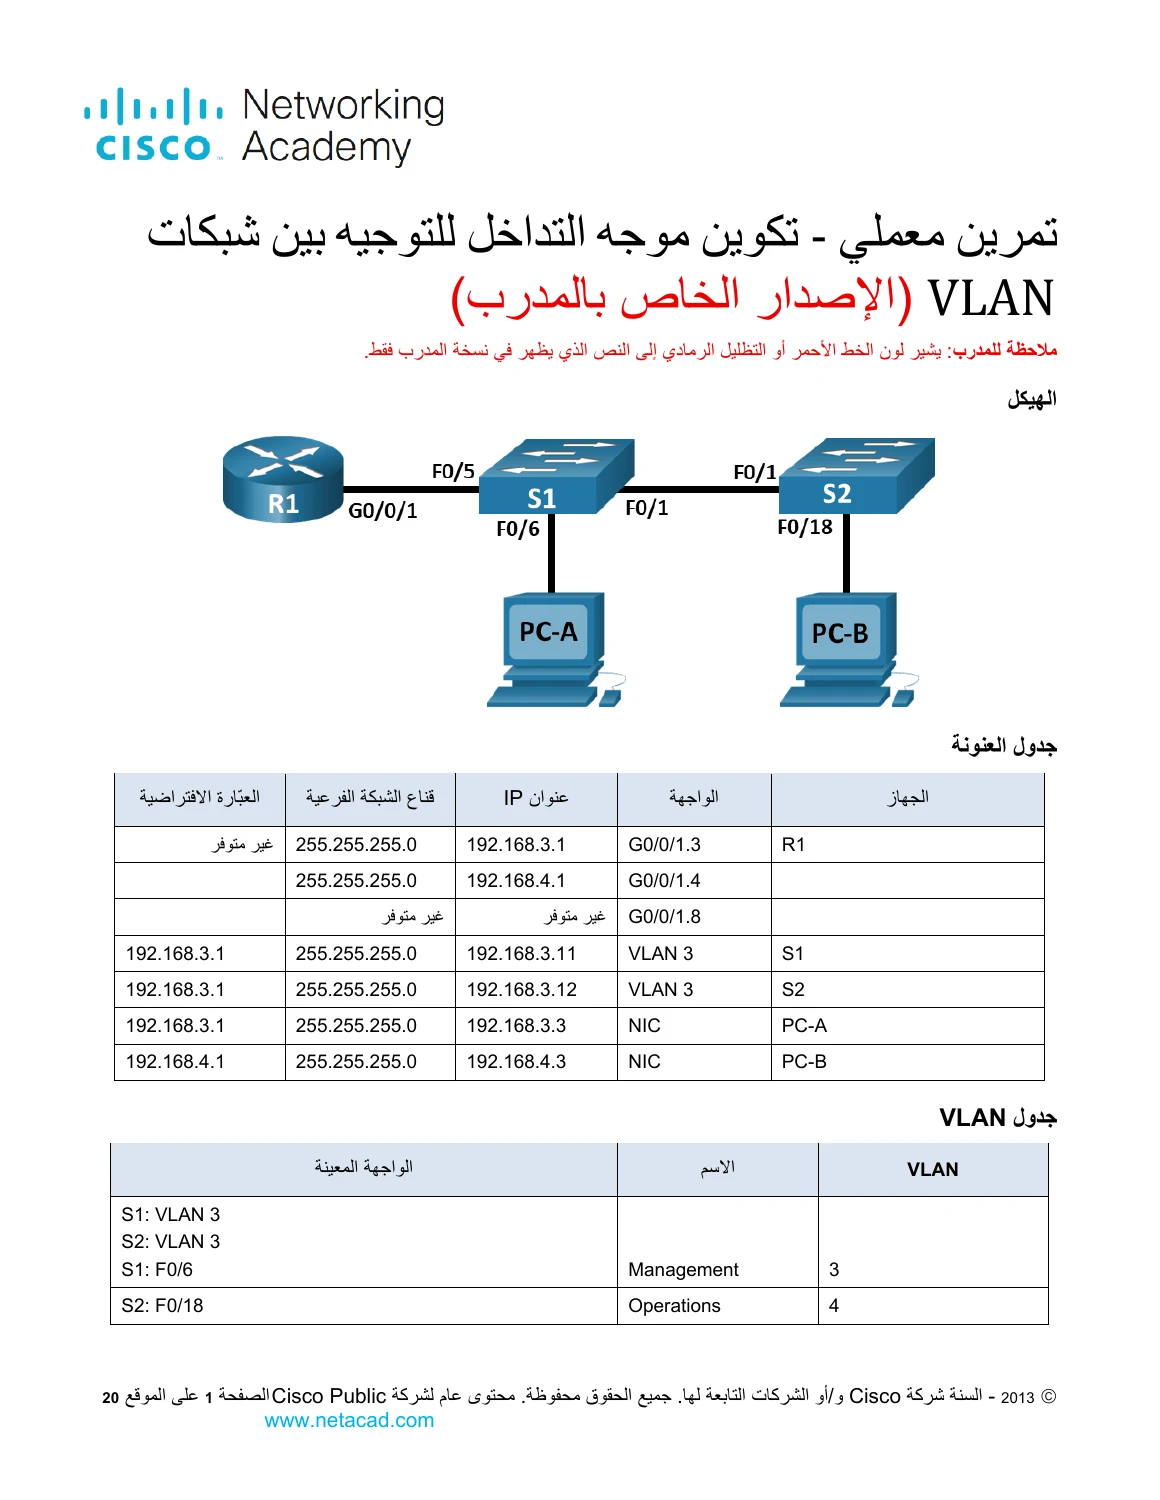 Networking
CISCO Academy
تمرين معملي - تكوين موجه التداخل للتوجيه بين شبكات
VLAN (الإصدار الخاص بالمدرب)
ملاحظة للمدرب: يشير لون الخط الأحمر أو التظليل الرمادي إلى النص الذي يظهر في نسخة المدرب فقط.
الهيكل
R1 G0/0/1 F0/5 S1 F0/1 F0/1 S2
F0/6 F0/18
PC-A PC-B
جدول العنونة
الجهاز الواجهة عنوان IP قناع الشبكة الفرعية العبّارة الافتراضية
R1 G0/0/1.3 192.168.3.1 255.255.255.0 غير متوفر
G0/0/1.4 192.168.4.1 255.255.255.0
G0/0/1.8 غير متوفر غير متوفر
S1 VLAN 3 192.168.3.11 255.255.255.0 192.168.3.1
S2 VLAN 3 192.168.3.12 255.255.255.0 192.168.3.1
PC-A NIC 192.168.3.3 255.255.255.0 192.168.3.1
PC-B NIC 192.168.4.3 255.255.255.0 192.168.4.1
جدول VLAN
VLAN الاسم الواجهة المعينة
S1: VLAN 3
S2: VLAN 3
3 Management S1: F0/6
4 Operations S2: F0/18
© 2013 - السنة شركة Cisco و/أو الشركات التابعة لها. جميع الحقوق محفوظة. محتوى عام لشركة Cisco Public الصفحة 1 على الموقع 20
www.netacad.com